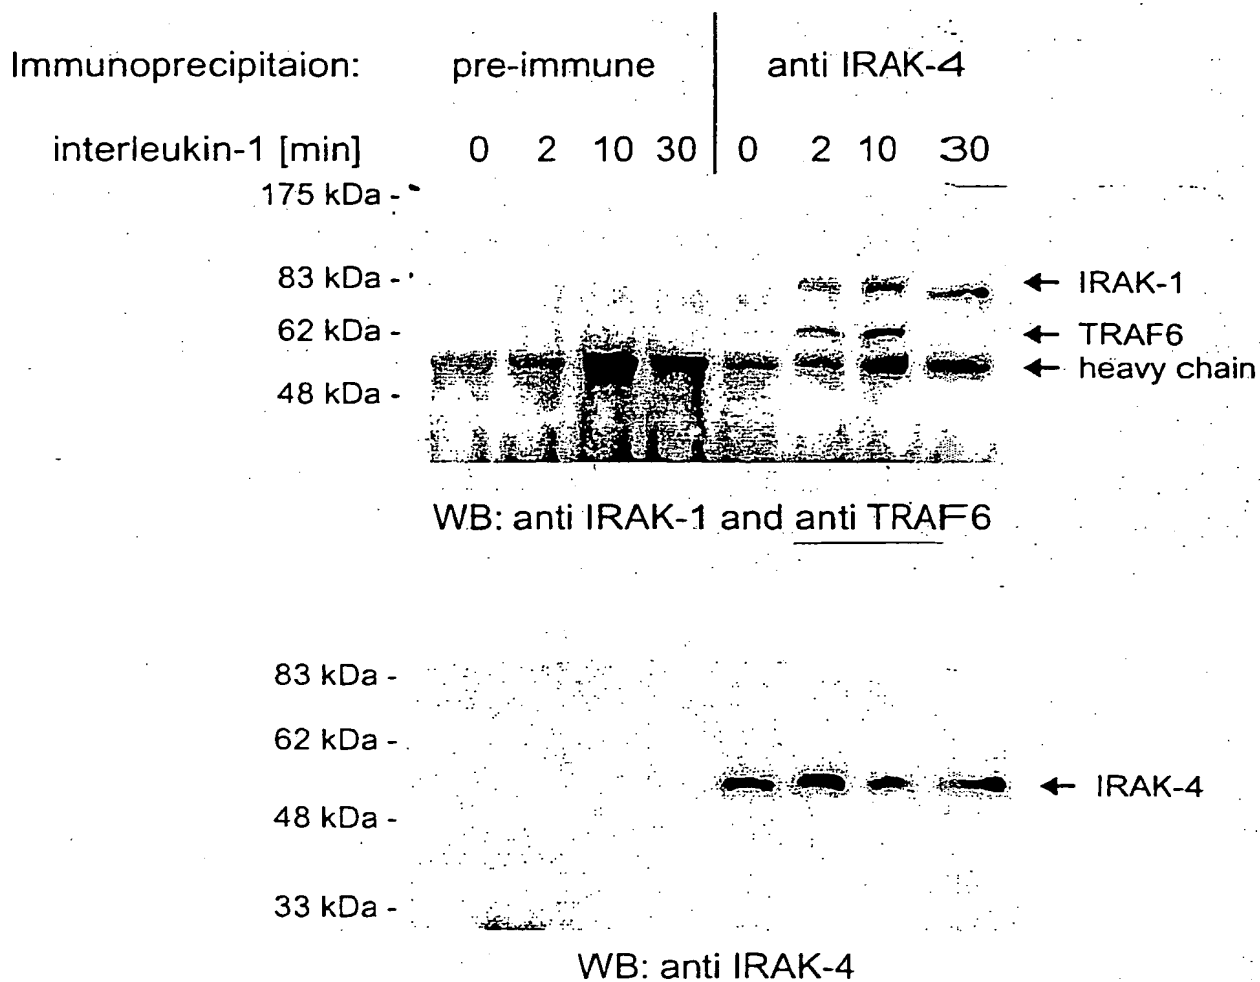 Immunoprecipitaion: pre-immune anti IRAK-4
interleukin-1 [min] 0 2 10 30 0 2 10 30
175 kDa -
83 kDa - ← IRAK-1
62 kDa - ← TRAF6
← heavy chain
48 kDa -
WB: anti IRAK-1 and anti TRAF6
83 kDa -
62 kDa -
← IRAK-4
48 kDa -
33 kDa -
WB: anti IRAK-4